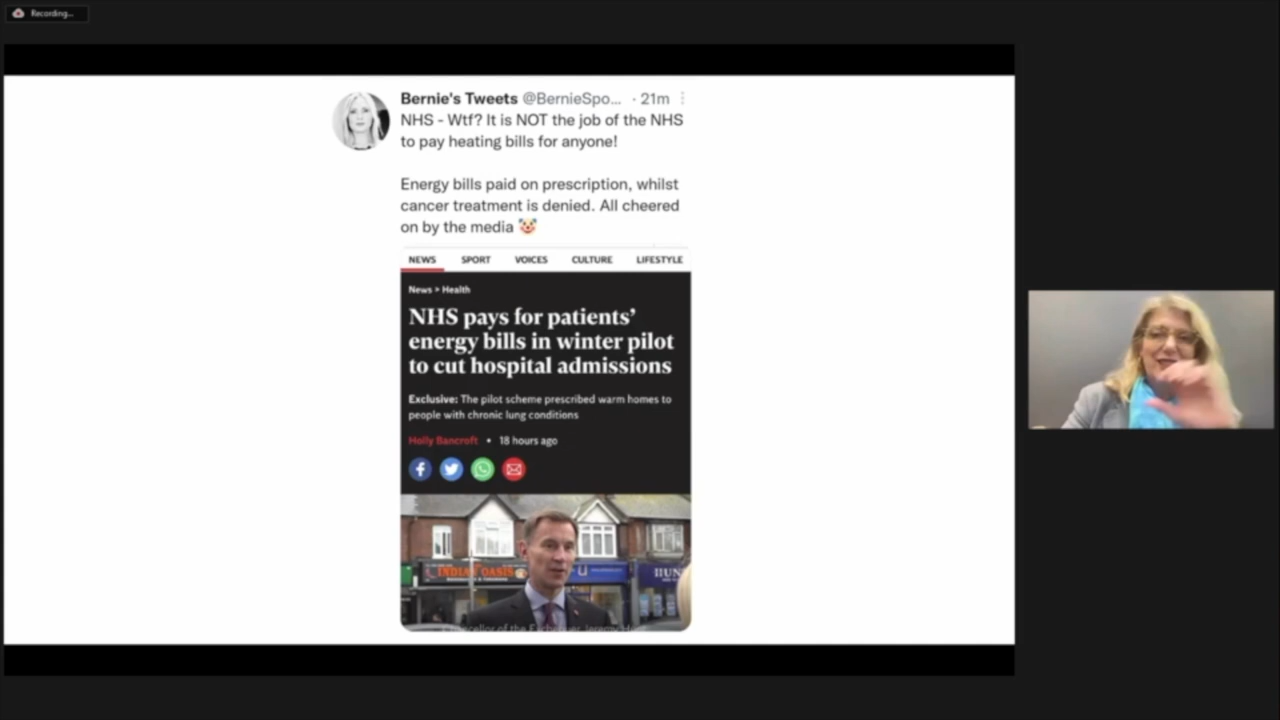 Recording...
Bernie's Tweets @BernieSpo... · 21m
NHS - Wtf? It is NOT the job of the NHS
to pay heating bills for anyone!
Energy bills paid on prescription, whilst
cancer treatment is denied. All cheered
on by the media 🤡
NEWS SPORT VOICES CULTURE LIFESTYLE
News > Health
NHS pays for patients’
energy bills in winter pilot
to cut hospital admissions
Exclusive: The pilot scheme prescribed warm homes to
people with chronic lung conditions
Holly Bancroft • 18 hours ago
INDIAN OASIS
of the Exchequer Jeremy